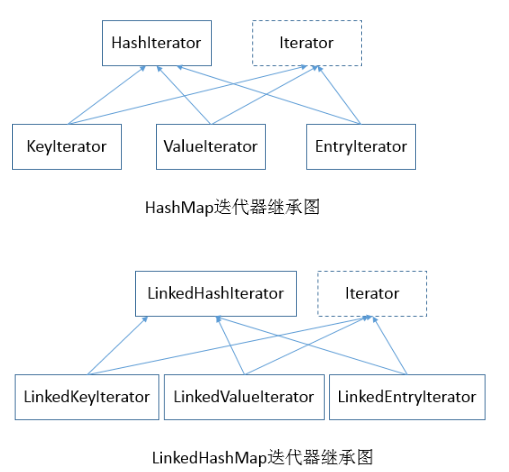 HashIterator
Iterator
KeyIterator
ValueIterator
EntryIterator
HashMap迭代器继承图
LinkedHashIterator
Iterator
LinkedKeyIterator
LinkedValueIterator
LinkedEntryIterator
LinkedHashMap迭代器继承图